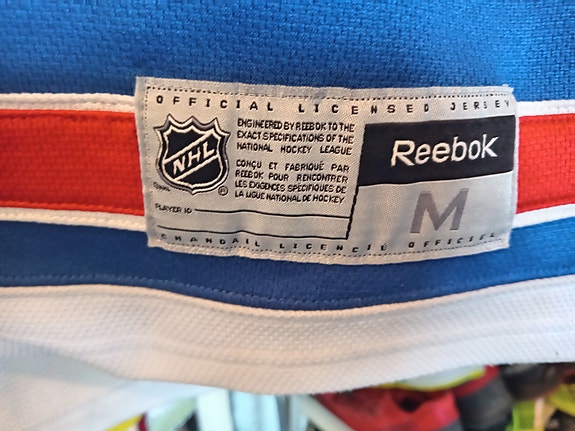 OFFICIAL LICENSED JERSEY
NHL
ENGINEERED BY REEBOK TO THE
EXACT SPECIFICATIONS OF THE
NATIONAL HOCKEY LEAGUE
CONÇU ET FABRIQUÉ PAR
REEBOK POUR RENCONTRER
LES EXIGENCES SPÉCIFIQUES DE
LA LIGUE NATIONAL DE HOCKEY.
PLAYER ID
Reebok
M
CHANDAIL LICENCIÉ OFFICIEL